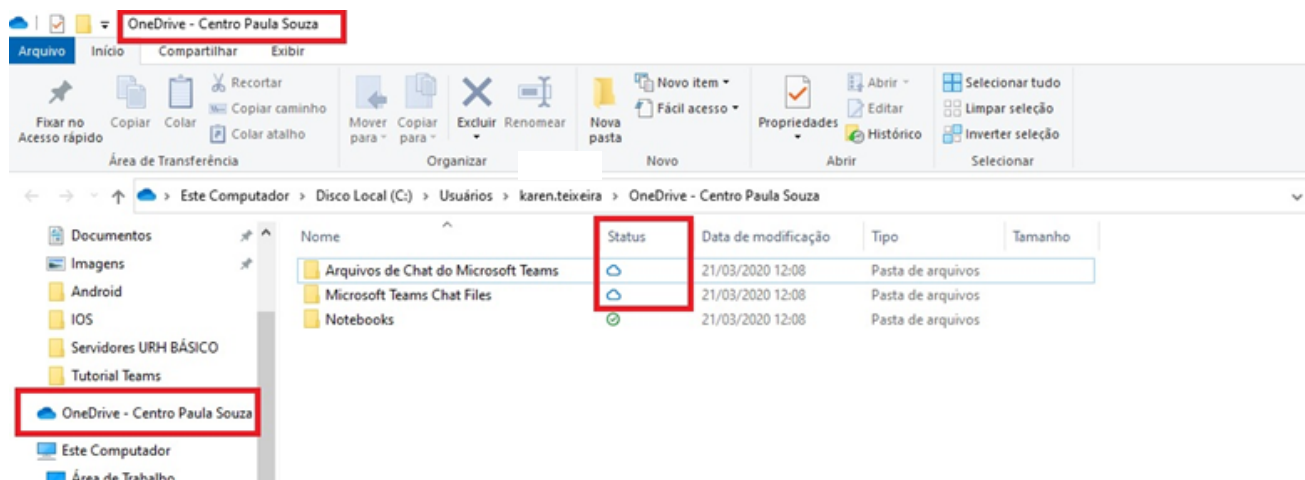 OneDrive - Centro Paula Souza
Arquivo Início Compartilhar Exibir
Fixar no Acesso rápido
Copiar
Colar
Recortar
Copiar caminho
Colar atalho
Mover para
Copiar para
Excluir
Renomear
Nova pasta
Novo item
Fácil acesso
Propriedades
Abrir
Editar
Histórico
Selecionar tudo
Limpar seleção
Inverter seleção
Área de Transferência Organizar Novo Abrir Selecionar
Este Computador > Disco Local (C:) > Usuários > karen.teixeira > OneDrive - Centro Paula Souza
Documentos
Imagens
Android
IOS
Servidores URH BÁSICO
Tutorial Teams
OneDrive - Centro Paula Souza
Este Computador
Área de Trabalho
Nome Status Data de modificação Tipo Tamanho
Arquivos de Chat do Microsoft Teams 21/03/2020 12:08 Pasta de arquivos
Microsoft Teams Chat Files 21/03/2020 12:08 Pasta de arquivos
Notebooks 21/03/2020 12:08 Pasta de arquivos